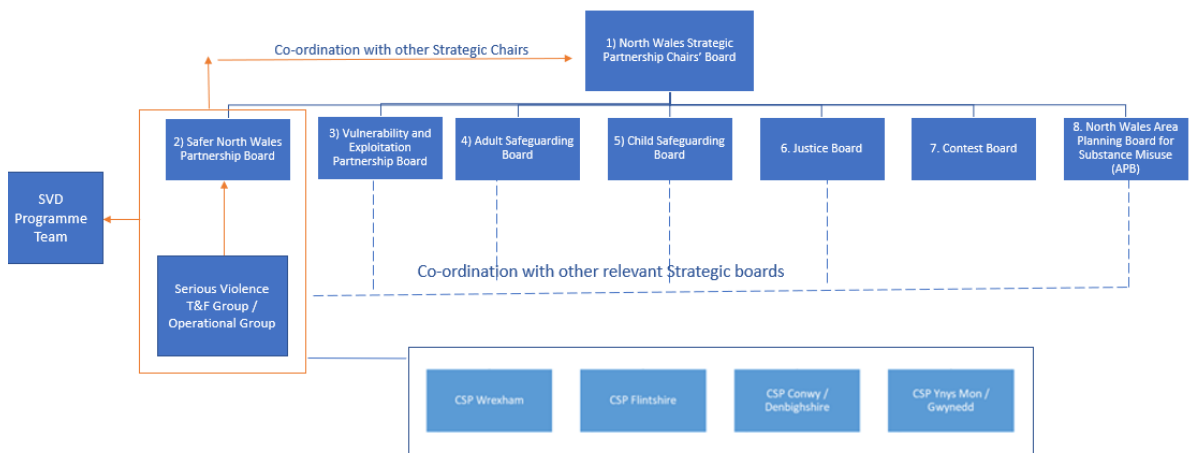 Co-ordination with other Strategic Chairs
1) North Wales Strategic
Partnership Chairs' Board
2) Safer North Wales
Partnership Board
3) Vulnerability and
Exploitation
Partnership Board
4) Adult Safeguarding
Board
5) Child Safeguarding
Board
6. Justice Board
7. Contest Board
8. North Wales Area
Planning Board for
Substance Misuse
(APB)
SVD
Programme
Team
Co-ordination with other relevant Strategic boards
Serious Violence
T&F Group /
Operational Group
CSP Wrexham
CSP Flintshire
CSP Conwy /
Denbighshire
CSP Ynys Mon /
Gwynedd